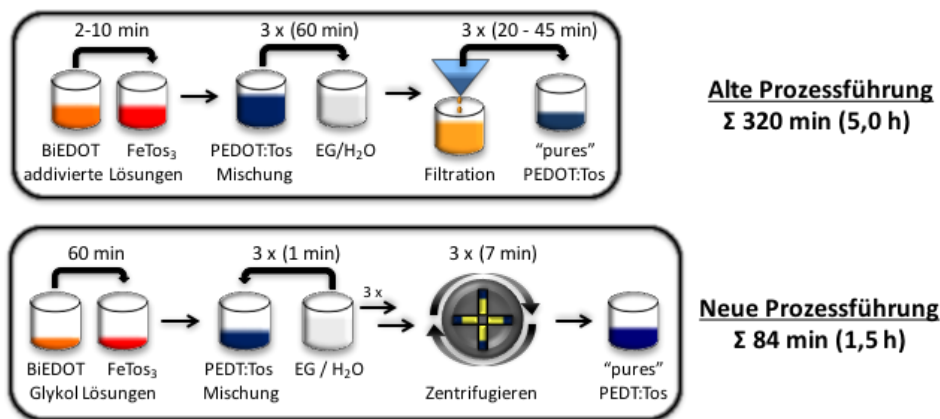 2-10 min
3 x (60 min)
3 x (20 - 45 min)
BiEDOT FeTos₃ PEDOT:Tos EG/H₂O "pures"
addivierte Lösungen Mischung Filtration PEDOT:Tos
Alte Prozessführung
Σ 320 min (5,0 h)
60 min
3 x (1 min)
3 x (7 min)
3 x
BiEDOT FeTos₃ PEDT:Tos EG / H₂O "pures"
Glykol Lösungen Mischung Zentrifugieren PEDT:Tos
Neue Prozessführung
Σ 84 min (1,5 h)